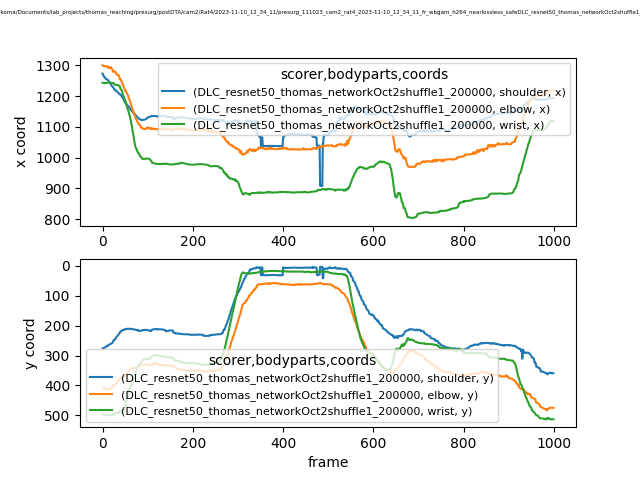 koma/Documents/lab_projects/thomas_reaching/presurg/postDTA/cam2/Rat4/2023-11-10_12_34_11/presurg_111023_cam2_rat4_2023-11-10_12_34_11_fr_wbgam_h264_nearlossless_safeDLC_resnet50_thomas_networkOct2shuffle1_
scorer,bodyparts,coords
(DLC_resnet50_thomas_networkOct2shuffle1_200000, shoulder, x)
(DLC_resnet50_thomas_networkOct2shuffle1_200000, elbow, x)
(DLC_resnet50_thomas_networkOct2shuffle1_200000, wrist, x)
x coord
1300
1200
1100
1000
900
800
0 200 400 600 800 1000
y coord
0
100
200
300
400
500
scorer,bodyparts,coords
(DLC_resnet50_thomas_networkOct2shuffle1_200000, shoulder, y)
(DLC_resnet50_thomas_networkOct2shuffle1_200000, elbow, y)
(DLC_resnet50_thomas_networkOct2shuffle1_200000, wrist, y)
0 200 400 600 800 1000
frame